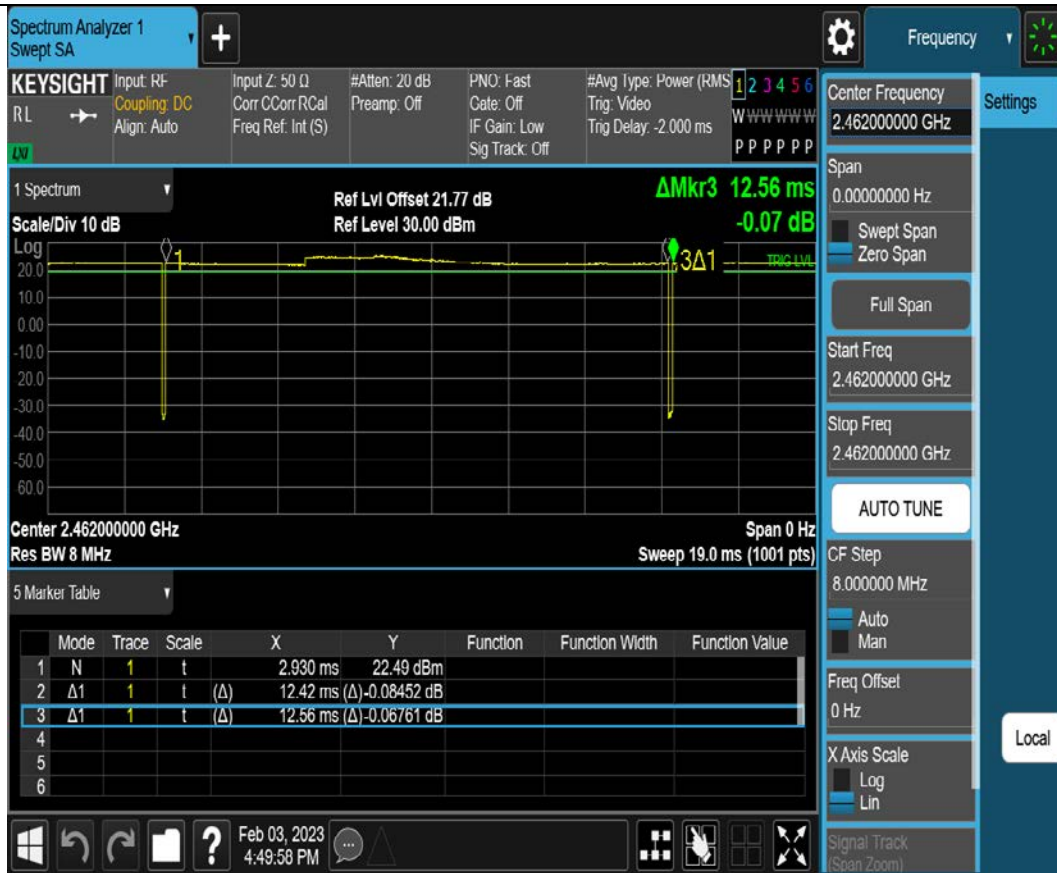 Spectrum Analyzer 1
Swept SA
+
Frequency
KEYSIGHT
RL
LXI
Input: RF
Coupling: DC
Align: Auto
Input Z: 50 Ω
Corr CCorr RCal
Freq Ref: Int (S)
#Atten: 20 dB
Preamp: Off
PNO: Fast
Gate: Off
IF Gain: Low
Sig Track: Off
#Avg Type: Power (RMS
Trig: Video
Trig Delay: -2.000 ms
1 2 3 4 5 6
W W W W W W
P P P P P P
1 Spectrum
Scale/Div 10 dB
Ref Lvl Offset 21.77 dB
Ref Level 30.00 dBm
ΔMkr3 12.56 ms
-0.07 dB
Log
20.0
10.0
0.00
-10.0
20.0
-30.0
-40.0
-50.0
60.0
1
3Δ1
TRIG LVL
Center 2.462000000 GHz
Res BW 8 MHz
Span 0 Hz
Sweep 19.0 ms (1001 pts)
5 Marker Table
Mode Trace Scale X Y Function Function Width Function Value
1 N 1 t 2.930 ms 22.49 dBm
2 Δ1 1 t (Δ) 12.42 ms (Δ)-0.08452 dB
3 Δ1 1 t (Δ) 12.56 ms (Δ)-0.06761 dB
4
5
6
?
Feb 03, 2023
4:49:58 PM
Center Frequency
2.462000000 GHz
Span
0.00000000 Hz
Swept Span
Zero Span
Full Span
Start Freq
2.462000000 GHz
Stop Freq
2.462000000 GHz
AUTO TUNE
CF Step
8.000000 MHz
Auto
Man
Freq Offset
0 Hz
X Axis Scale
Log
Lin
Signal Track
(Span Zoom)
Settings
Local